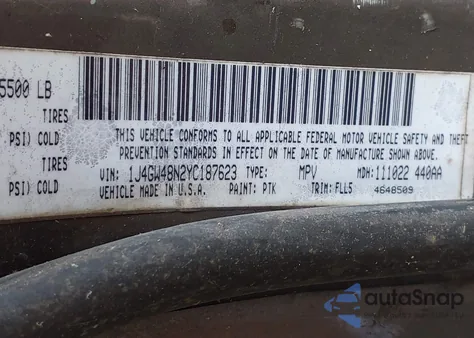 5500 LB
TIRES
PSI) COLD
TIRES
PSI) COLD
THIS VEHICLE CONFORMS TO ALL APPLICABLE FEDERAL MOTOR VEHICLE SAFETY AND THEFT
PREVENTION STANDARDS IN EFFECT ON THE DATE OF MANUFACTURE SHOWN ABOVE.
VIN: 1J4GW48N2YC187623 TYPE: MPV MDH: 111022 440AA
VEHICLE MADE IN U.S.A. PAINT: PTK TRIM: FLL5 4648509
autoSnap